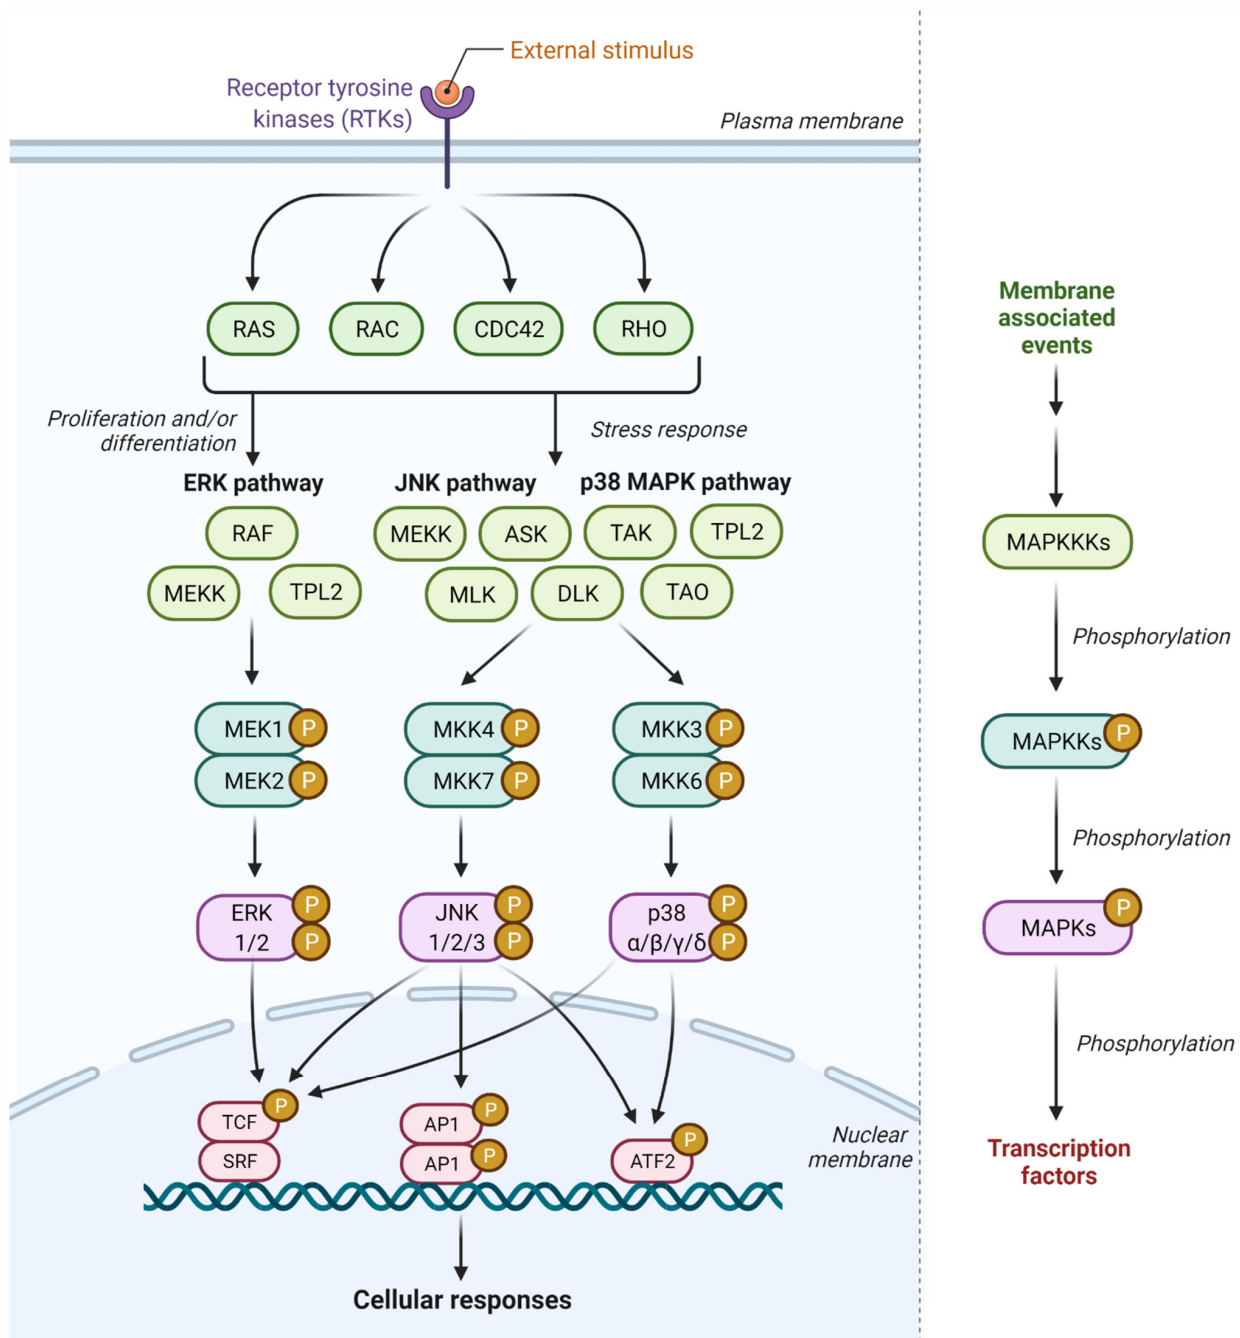 External stimulus
Receptor tyrosine
kinases (RTKs)
Plasma membrane
RAS
RAC
CDC42
RHO
Proliferation and/or
differentiation
Stress response
ERK pathway
JNK pathway
p38 MAPK pathway
RAF
MEKK
TPL2
MEKK
ASK
TAK
TPL2
MLK
DLK
TAO
MEK1 P
MEK2 P
MKK4 P
MKK7 P
MKK3 P
MKK6 P
ERK P
1/2 P
JNK P
1/2/3 P
p38 P
α/β/γ/δ P
TCF P
SRF
AP1 P
AP1 P
ATF2 P
Nuclear
membrane
Cellular responses
Membrane
associated
events
MAPKKKs
Phosphorylation
MAPKKs P
Phosphorylation
MAPKs P
Phosphorylation
Transcription
factors